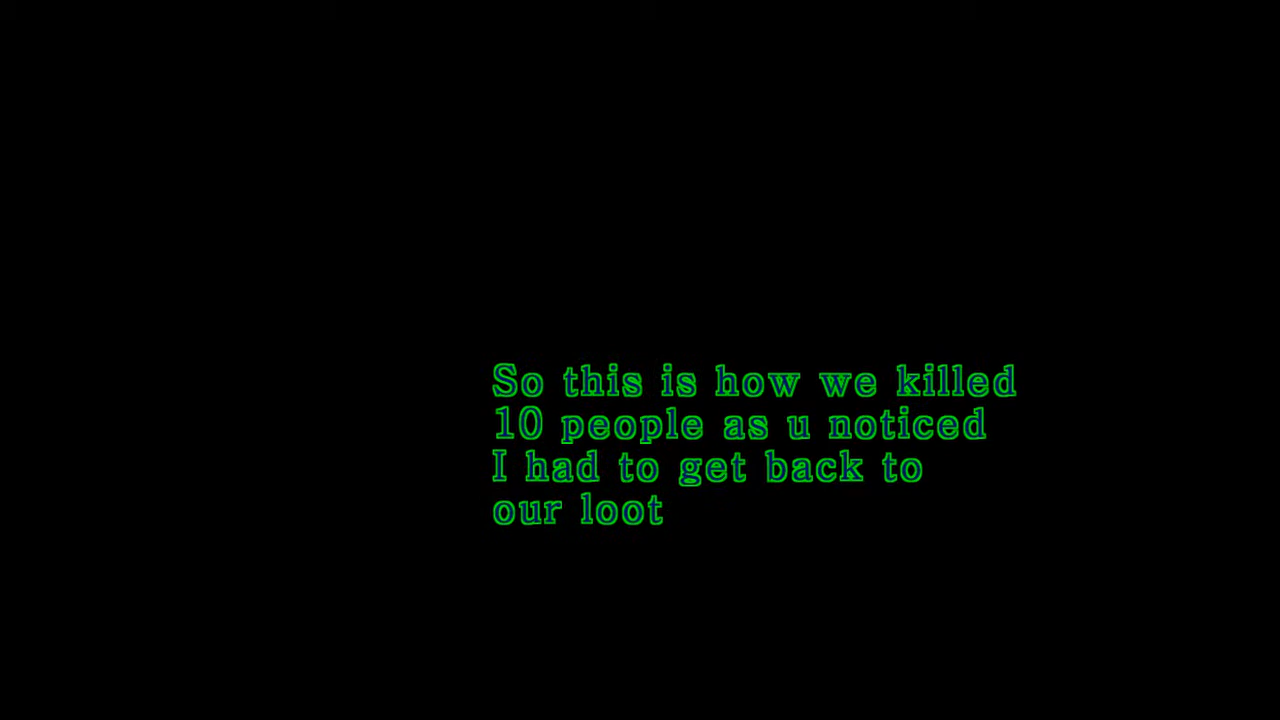 So this is how we killed
10 people as u noticed
I had to get back to
our loot